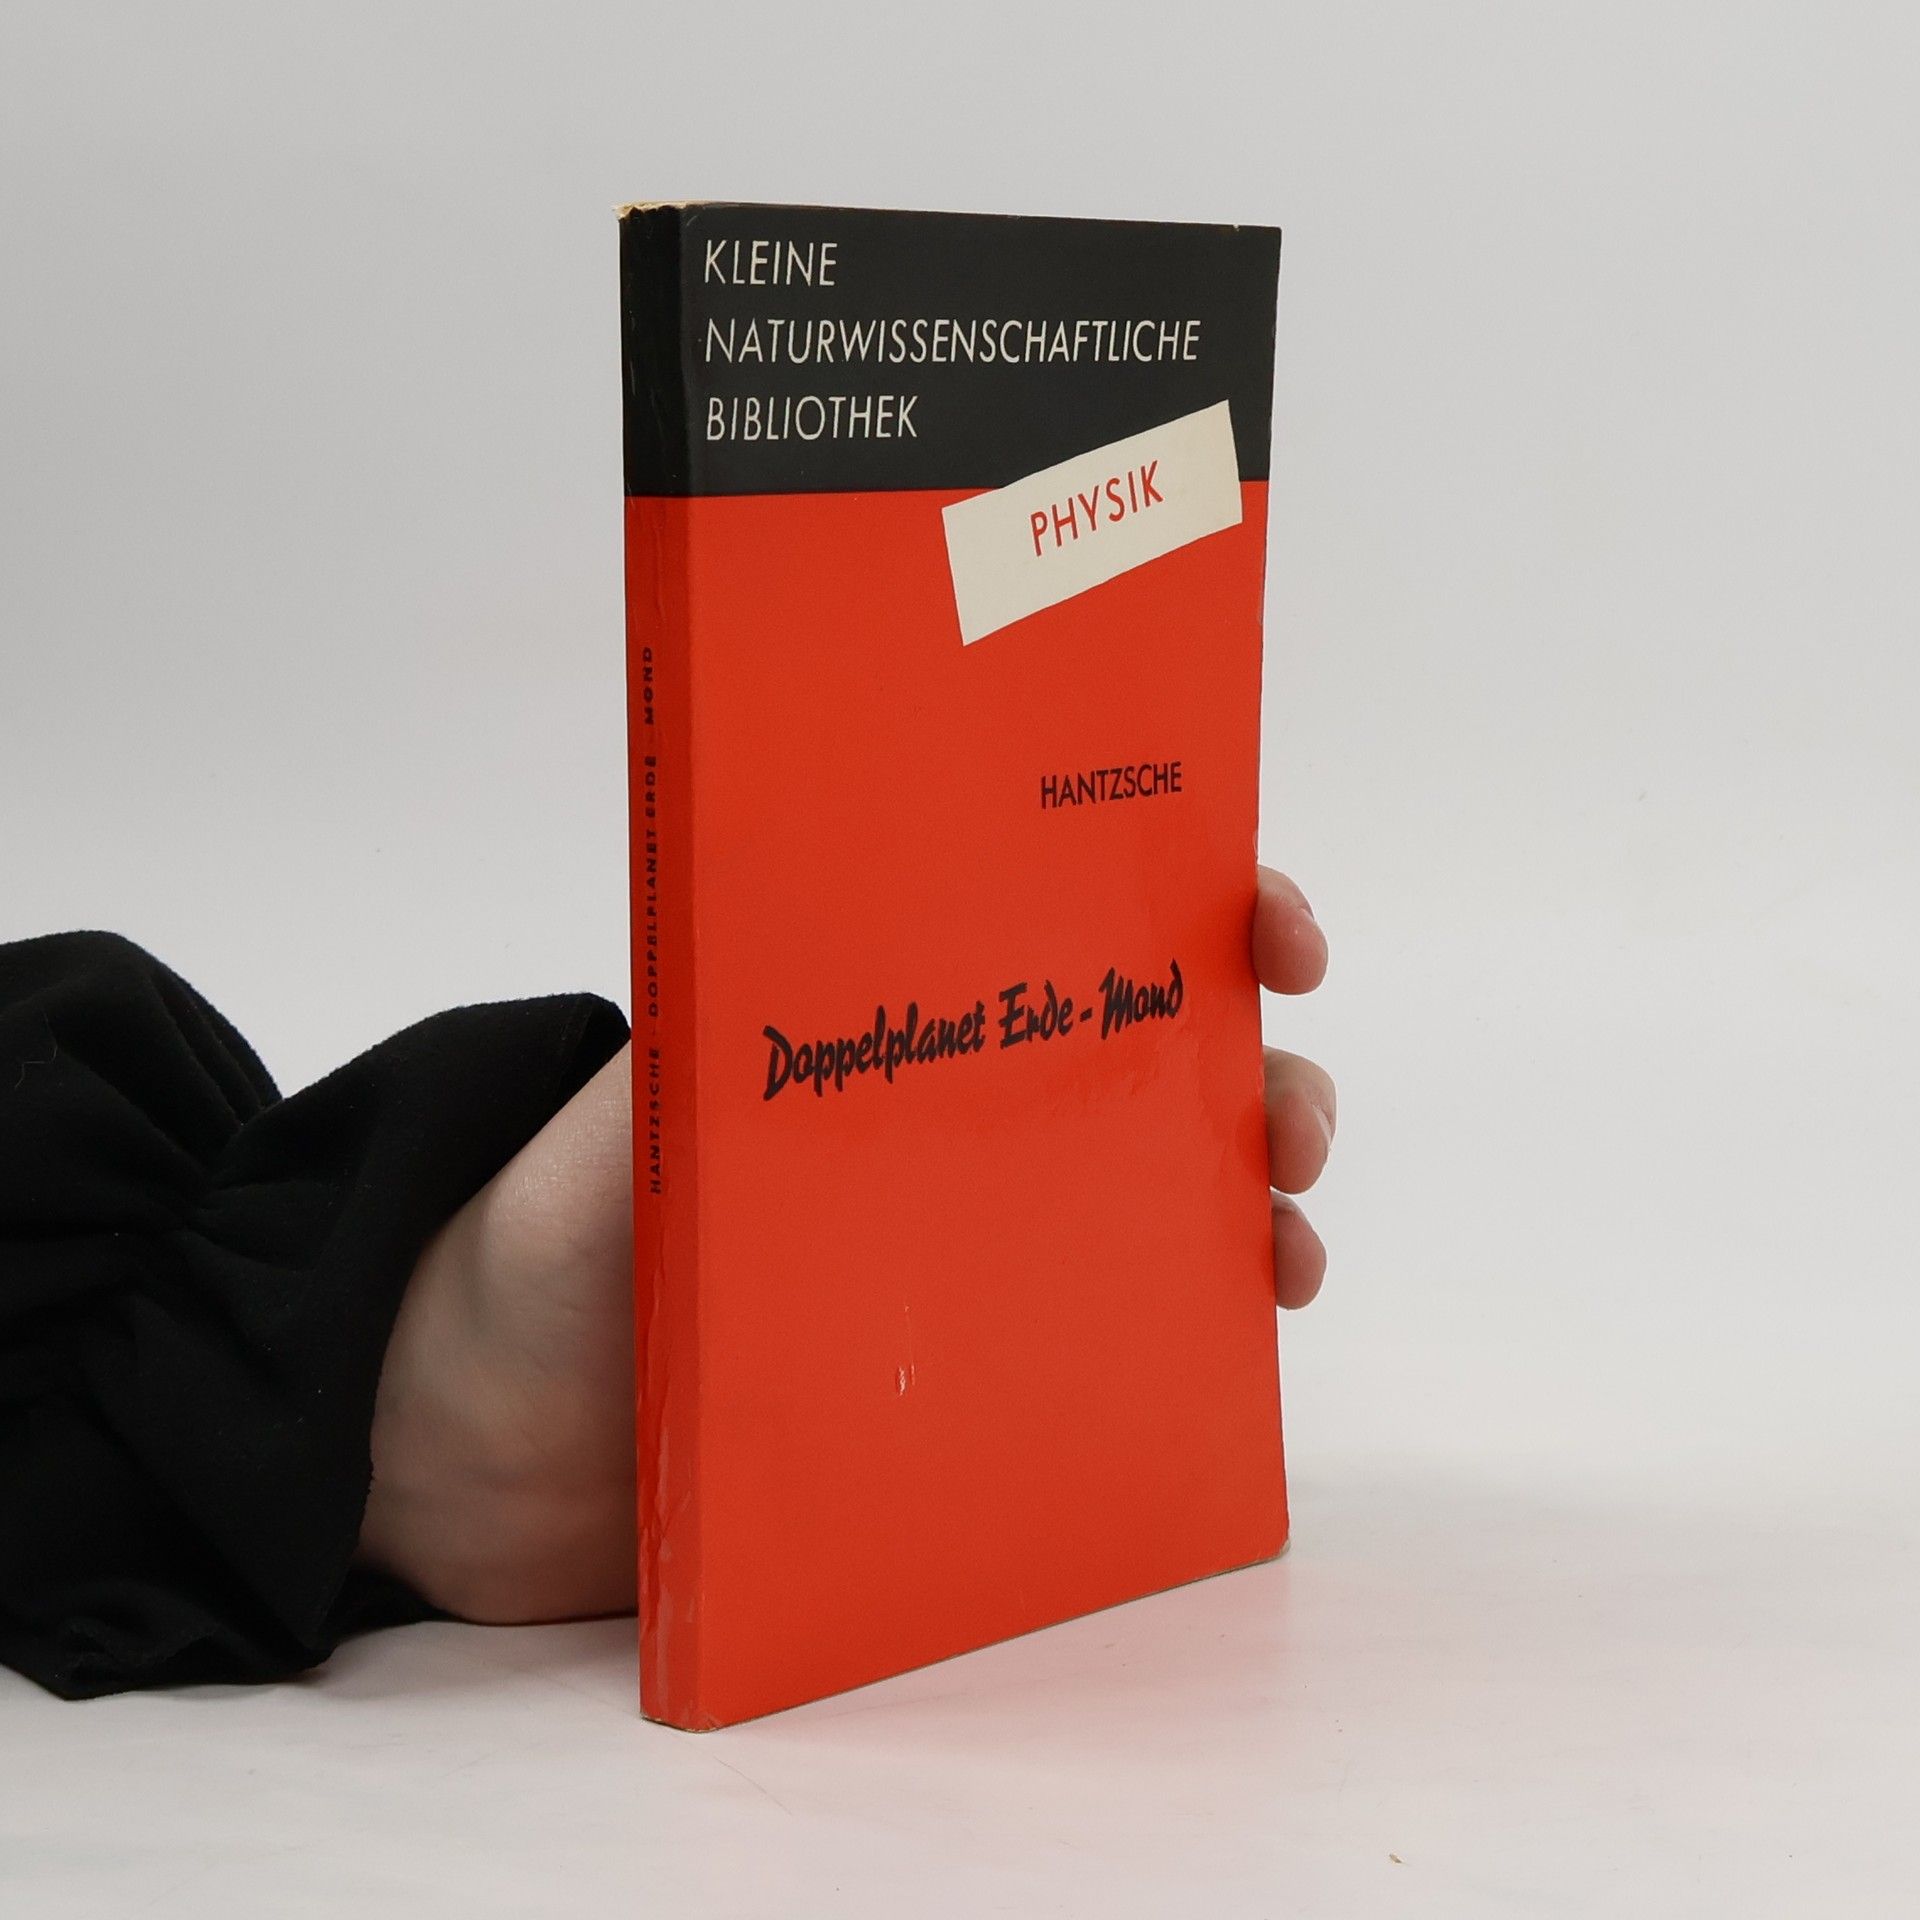 KLEINE
NATURWISSENSCHAFTLICHE
BIBLIOTHEK
PHYSIK
HANTZSCHE
Doppelplanet Erde-Mond
HANTZSCHE - DOPPELPLANET ERDE - MOND